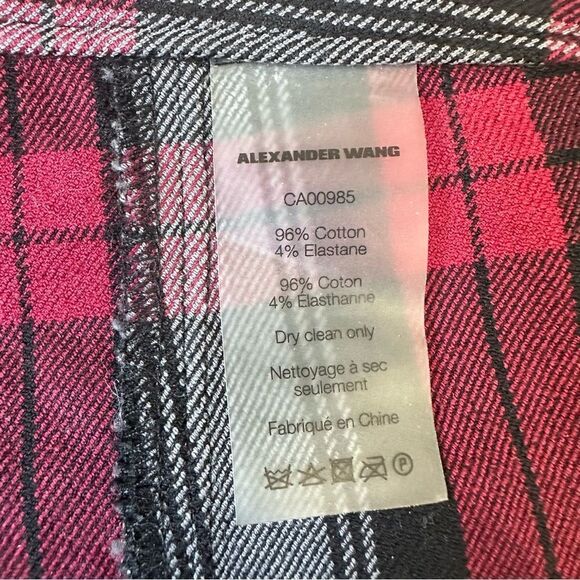 ALEXANDER WANG
CA00985
96% Cotton
4% Elastane
96% Coton
4% Elasthanne
Dry clean only
Nettoyage à sec
seulement
Fabriqué en Chine
P